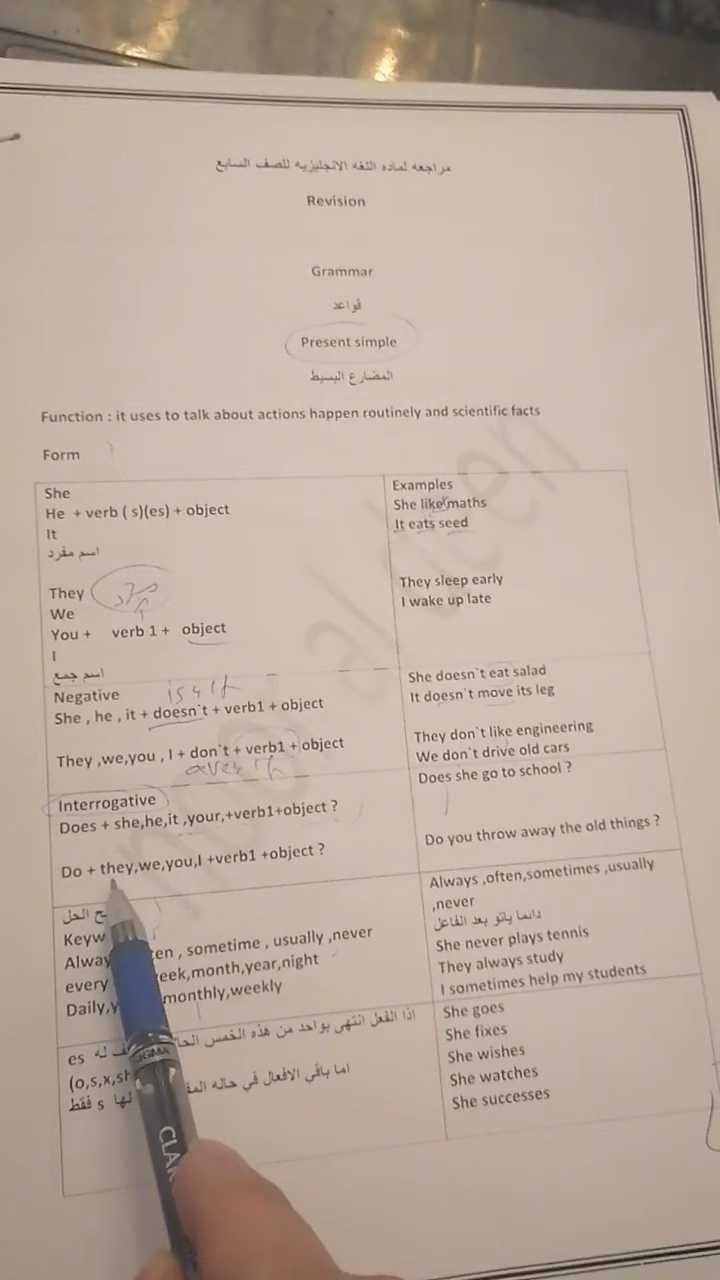 مراجعه لماده اللغه الانجليزيه للصف السابع
Revision
Grammar
قواعد
Present simple
المضارع البسيط
Function : it uses to talk about actions happen routinely and scientific facts
Form
She
He + verb ( s)(es) + object
It
اسم مفرد
They
We
You + verb 1 + object
I
اسم جمع
Examples
She like maths
It eats seed
They sleep early
I wake up late
Negative
She , he , it + doesn`t + verb1 + object
They ,we,you , I + don`t + verb1 + object
She doesn`t eat salad
It doesn`t move its leg
They don`t like engineering
We don`t drive old cars
Interrogative
Does + she,he,it ,your,+verb1+object ?
Do + they,we,you,I +verb1 +object ?
Does she go to school ?
Do you throw away the old things ?
الحل
, sometime , usually ,never
every
,month,year,night
Daily,
monthly,weekly
Always ,often,sometimes ,usually
,never
دائما ياتو بعد الفاعل
She never plays tennis
They always study
I sometimes help my students
اذا الفعل انتهى بواحد من هذه الخمس
له es
(o,s,x,
اما باقي الافعال في حاله
لها s فقط
She goes
She fixes
She wishes
She watches
She successes
SIGMA